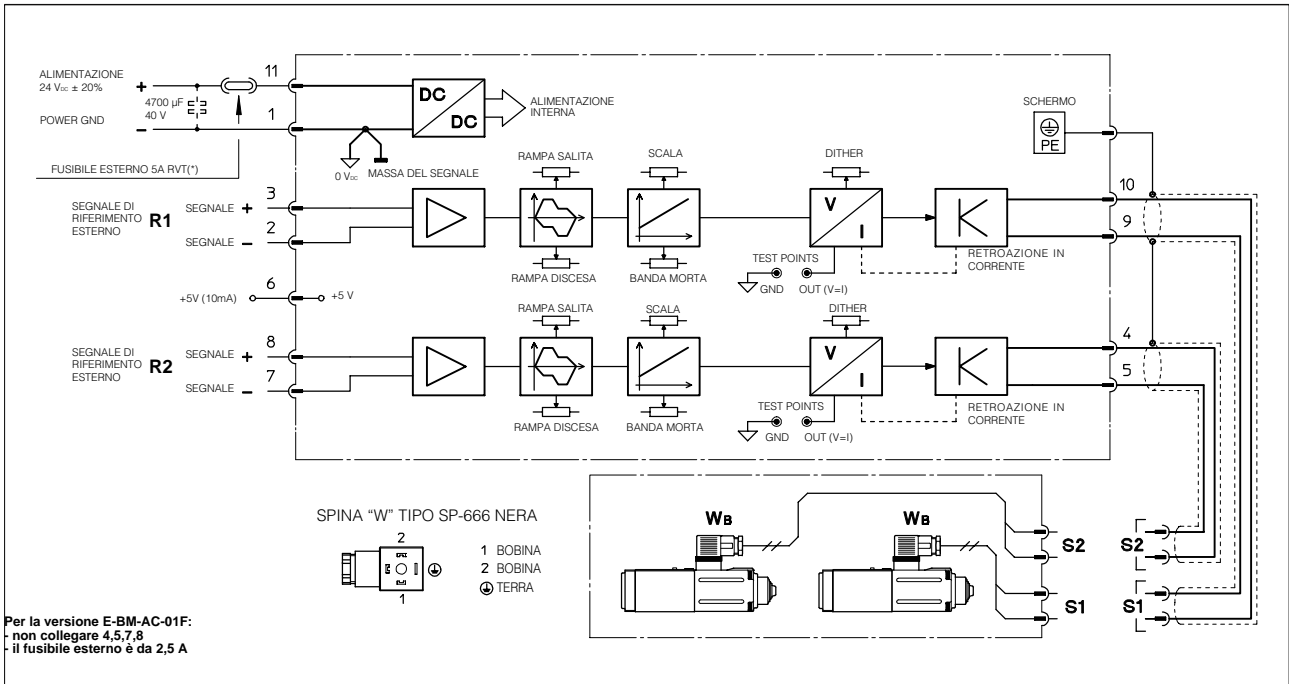 ALIMENTAZIONE
24 VDC ± 20%
+
11
4700 µF
40 V
POWER GND
–
1
FUSIBILE ESTERNO 5A RVT(*)
DC
DC
ALIMENTAZIONE
INTERNA
0 VDC
MASSA DEL SEGNALE
SCHERMO
PE
SEGNALE DI
RIFERIMENTO
ESTERNO
R1
SEGNALE +
3
SEGNALE –
2
RAMPA SALITA
RAMPA DISCESA
SCALA
BANDA MORTA
DITHER
V
I
TEST POINTS
GND
OUT (V=I)
RETROAZIONE IN
CORRENTE
10
9
+5V (10mA)
6
+5 V
SEGNALE DI
RIFERIMENTO
ESTERNO
R2
SEGNALE +
8
SEGNALE –
7
RAMPA SALITA
RAMPA DISCESA
SCALA
BANDA MORTA
DITHER
V
I
TEST POINTS
GND
OUT (V=I)
RETROAZIONE IN
CORRENTE
4
5
SPINA “W” TIPO SP-666 NERA
2
1
1 BOBINA
2 BOBINA
TERRA
WB
WB
S2
S1
S2
S1
Per la versione E-BM-AC-01F:
- non collegare 4,5,7,8
- il fusibile esterno è da 2,5 A